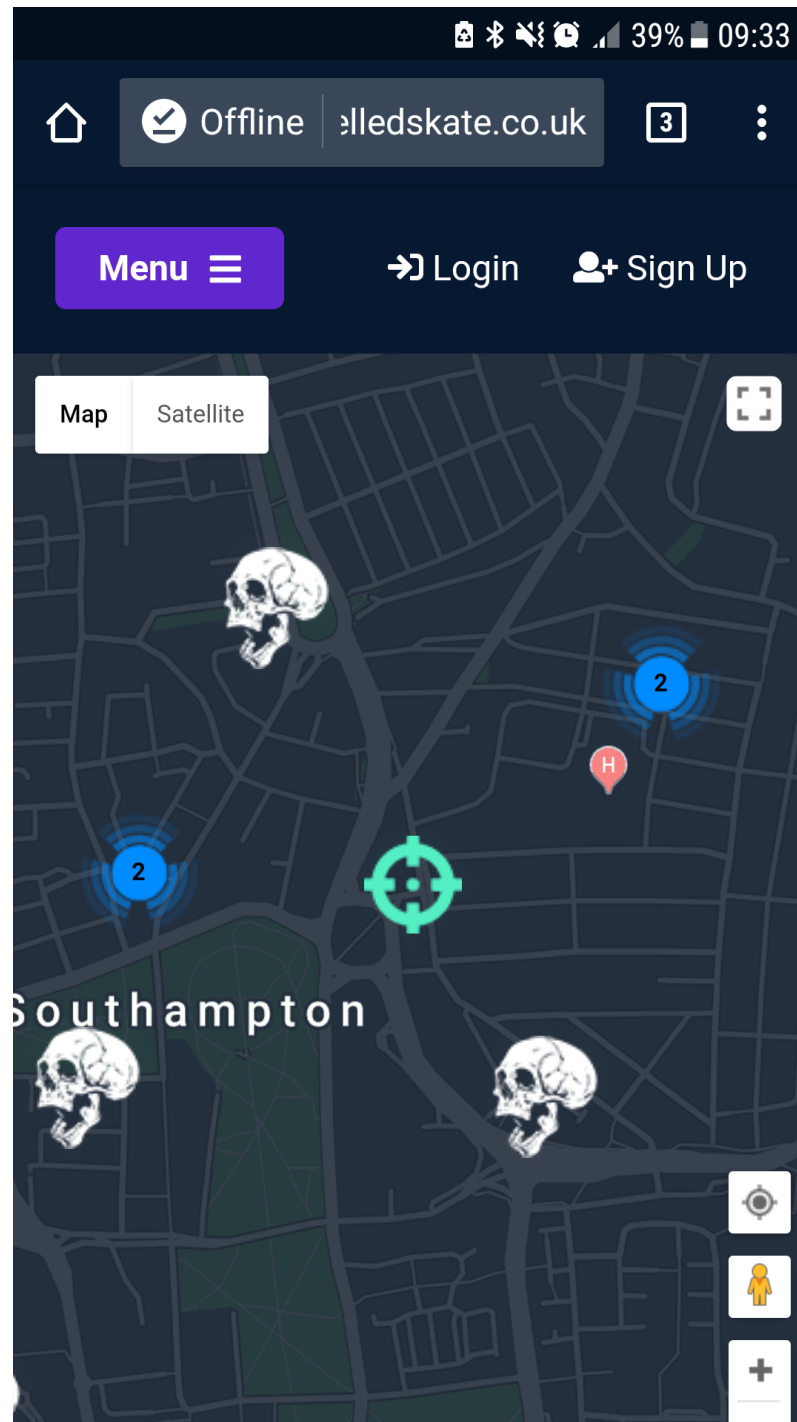 39% 09:33
Offline elledskate.co.uk 3
Menu Login Sign Up
Map Satellite
2
H
2
Southampton